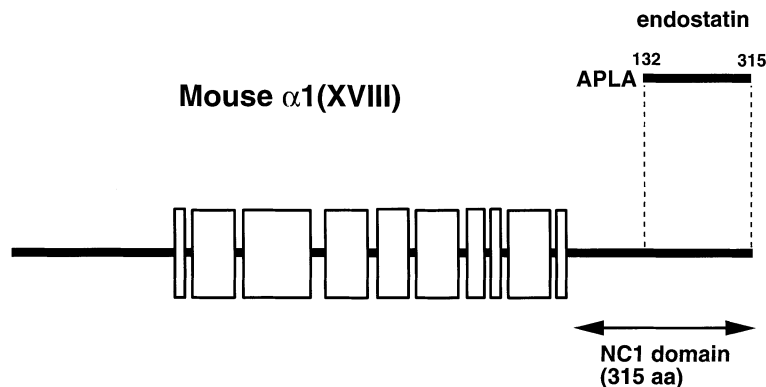 endostatin
132 315
APLA
Mouse α1(XVIII)
NC1 domain
(315 aa)